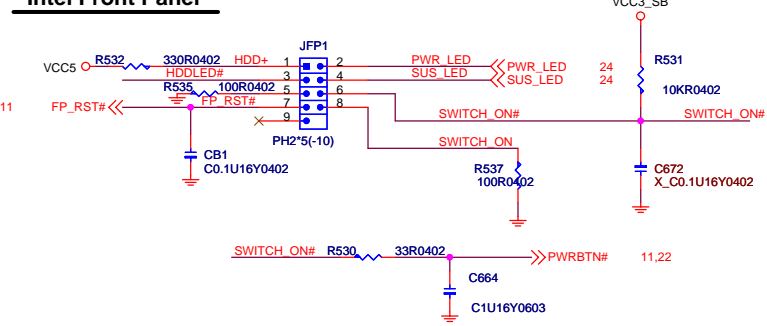 Intel Front Panel
VCC3_SB
JFP1
VCC5 R532 330R0402 HDD+ 1 2 PWR_LED PWR_LED 24 R531
HDDLED# 3 4 SUS_LED SUS_LED 24
R535 100R0402 5 6 10KR0402
11 FP_RST# FP_RST# 7 8 SWITCH_ON# SWITCH_ON#
9
PH2*5(-10) SWITCH_ON
CB1
C0.1U16Y0402
R537
100R0402
C672
X_C0.1U16Y0402
SWITCH_ON# R530 33R0402 PWRBTN# 11,22
C664
C1U16Y0603